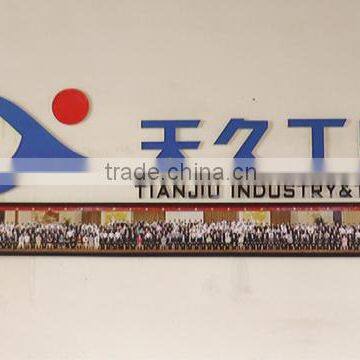 天久工
trade.china.cn
TIANJIU INDUSTRY&